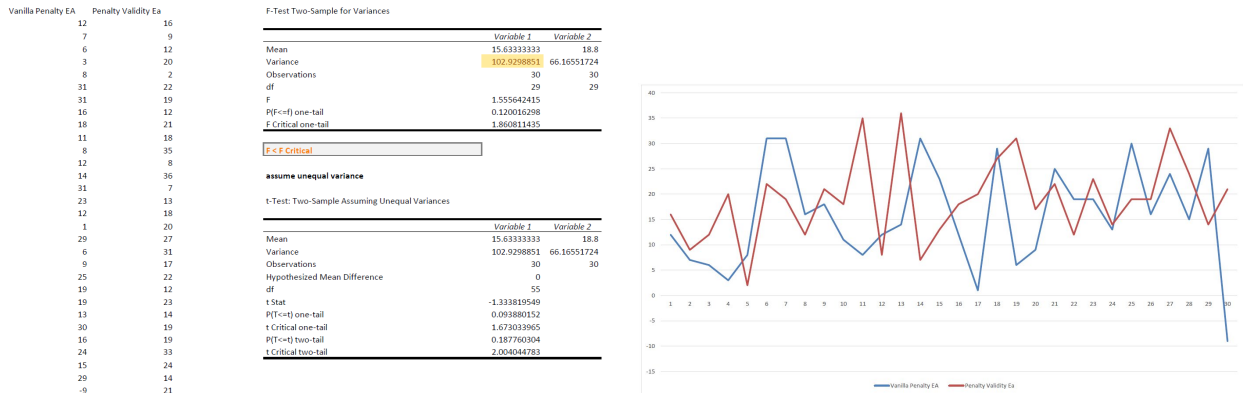 Vanilla Penalty EA Penalty Validity Ea
12 16
7 9
6 12
3 20
8 2
31 22
31 19
16 12
18 21
11 18
8 35
12 8
14 36
31 7
23 13
12 18
1 20
29 27
6 31
9 17
25 22
19 12
19 23
13 14
30 19
16 19
24 33
15 24
29 14
-9 21
F-Test Two-Sample for Variances
Variable 1 Variable 2
Mean 15.63333333 18.8
Variance 102.9298851 66.16551724
Observations 30 30
df 29 29
F 1.555642415
P(F<=f) one-tail 0.120016298
F Critical one-tail 1.860811435
F < F Critical
assume unequal variance
t-Test: Two-Sample Assuming Unequal Variances
Variable 1 Variable 2
Mean 15.63333333 18.8
Variance 102.9298851 66.16551724
Observations 30 30
Hypothesized Mean Difference 0
df 55
t Stat -1.333819549
P(T<=t) one-tail 0.093880152
t Critical one-tail 1.673033965
P(T<=t) two-tail 0.187760304
t Critical two-tail 2.004044783
40
35
30
25
20
15
10
5
0
1 2 3 4 5 6 7 8 9 10 11 12 13 14 15 16 17 18 19 20 21 22 23 24 25 26 27 28 29 30
-5
-10
-15
Vanilla Penalty EA Penalty Validity Ea